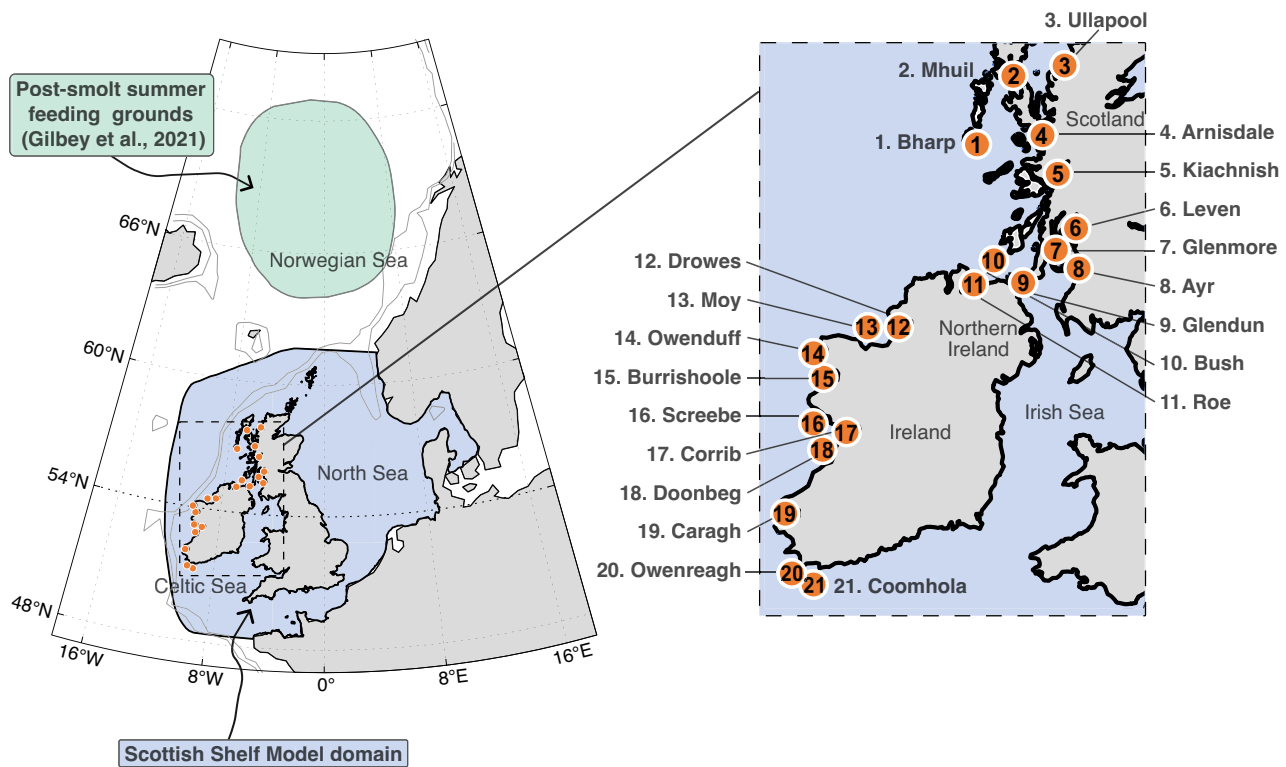 Post-smolt summer
feeding grounds
(Gilbey et al., 2021)
66°N
60°N
54°N
48°N
16°W
8°W
0°
8°E
16°E
Norwegian Sea
North Sea
Celtic Sea
Scottish Shelf Model domain
3. Ullapool
2. Mhuil
1. Bharp
Scotland
4. Arnisdale
5. Kiachnish
6. Leven
7. Glenmore
8. Ayr
9. Glendun
10. Bush
11. Roe
12. Drowes
13. Moy
14. Owenduff
15. Burrishoole
16. Screebe
17. Corrib
18. Doonbeg
19. Caragh
20. Owenreagh
21. Coomhola
Northern
Ireland
Ireland
Irish Sea
1
2
3
4
5
6
7
8
9
10
11
12
13
14
15
16
17
18
19
20
21